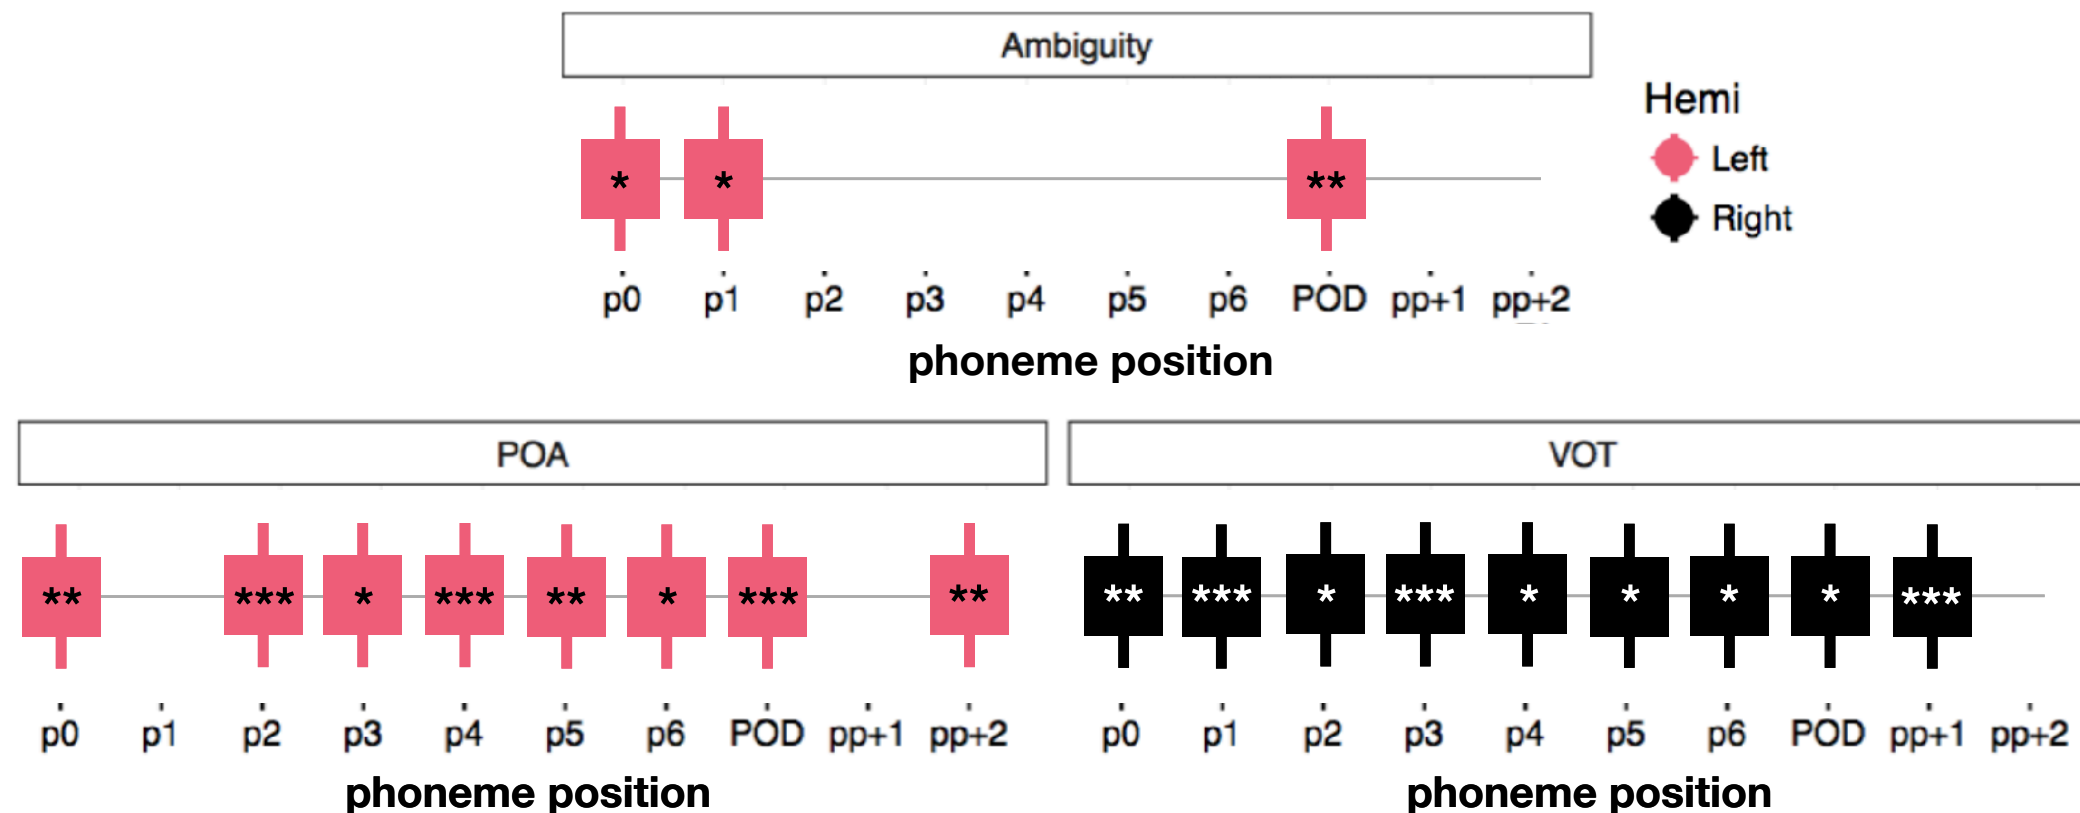 Ambiguity
Hemi
Left
Right
* * **
p0 p1 p2 p3 p4 p5 p6 POD pp+1 pp+2
phoneme position
POA
** *** * *** ** * *** **
p0 p1 p2 p3 p4 p5 p6 POD pp+1 pp+2
phoneme position
VOT
** *** * *** * * * * ***
p0 p1 p2 p3 p4 p5 p6 POD pp+1 pp+2
phoneme position